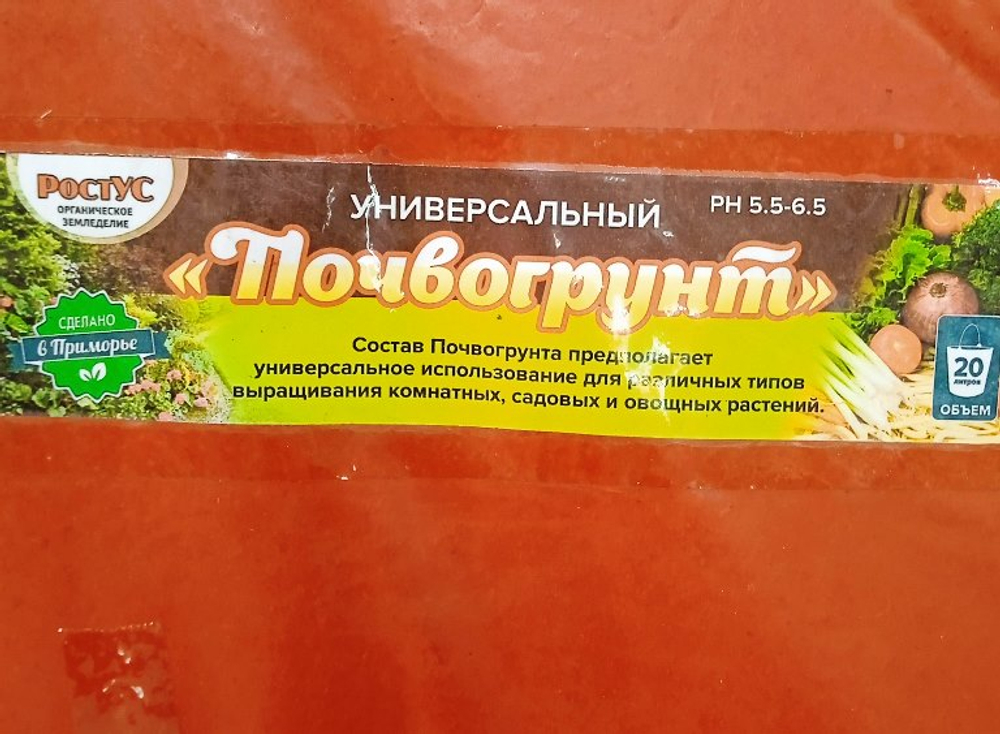 РОСТУС
ОРГАНИЧЕСКОЕ
ЗЕМЛЕДЕЛИЕ
УНИВЕРСАЛЬНЫЙ
PH 5.5-6.5
«Почвогрунт»
СДЕЛАНО
в Приморье
Состав Почвогрунта предполагает
универсальное использование для различных типов
выращивания комнатных, садовых и овощных растений.
20
литров
ОБЪЕМ